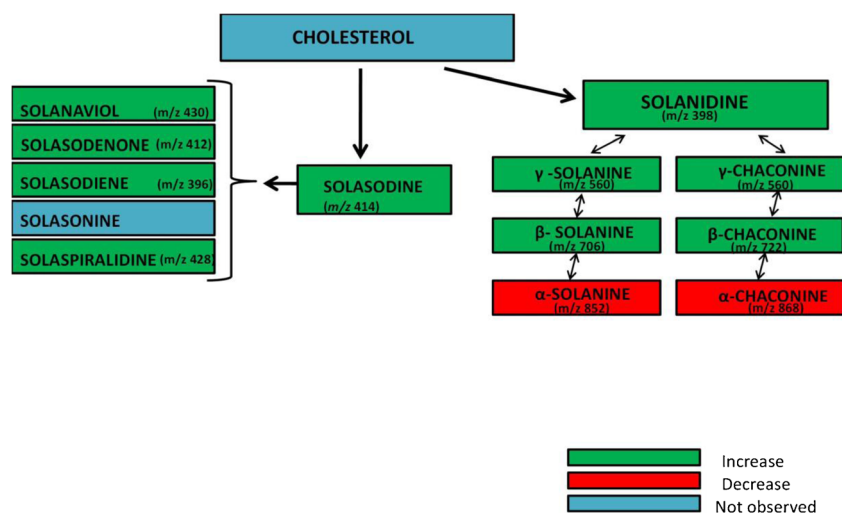 CHOLESTEROL
SOLANAVIOL (m/z 430)
SOLASODENONE (m/z 412)
SOLASODIENE (m/z 396)
SOLASONINE
SOLASPIRALIDINE (m/z 428)
SOLASODINE
(m/z 414)
SOLANIDINE
(m/z 398)
γ -SOLANINE
(m/z 560)
γ-CHACONINE
(m/z 560)
β- SOLANINE
(m/z 706)
β-CHACONINE
(m/z 722)
α-SOLANINE
(m/z 852)
α-CHACONINE
(m/z 868)
Increase
Decrease
Not observed